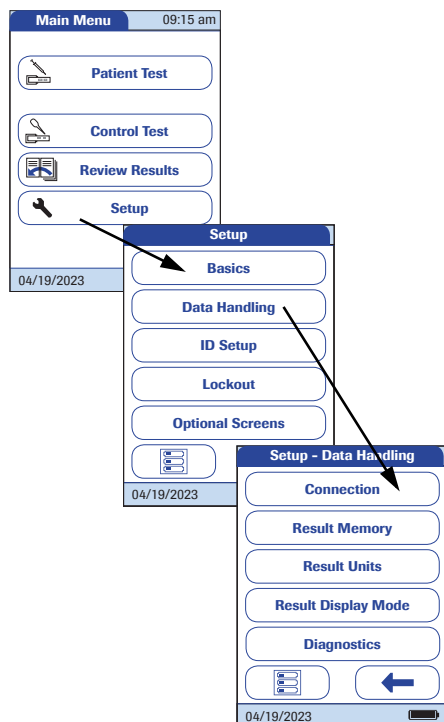 Main Menu
09:15 am
Patient Test
Control Test
Review Results
Setup
04/19/2023
Setup
Basics
Data Handling
ID Setup
Lockout
Optional Screens
04/19/2023
Setup - Data Handling
Connection
Result Memory
Result Units
Result Display Mode
Diagnostics
04/19/2023